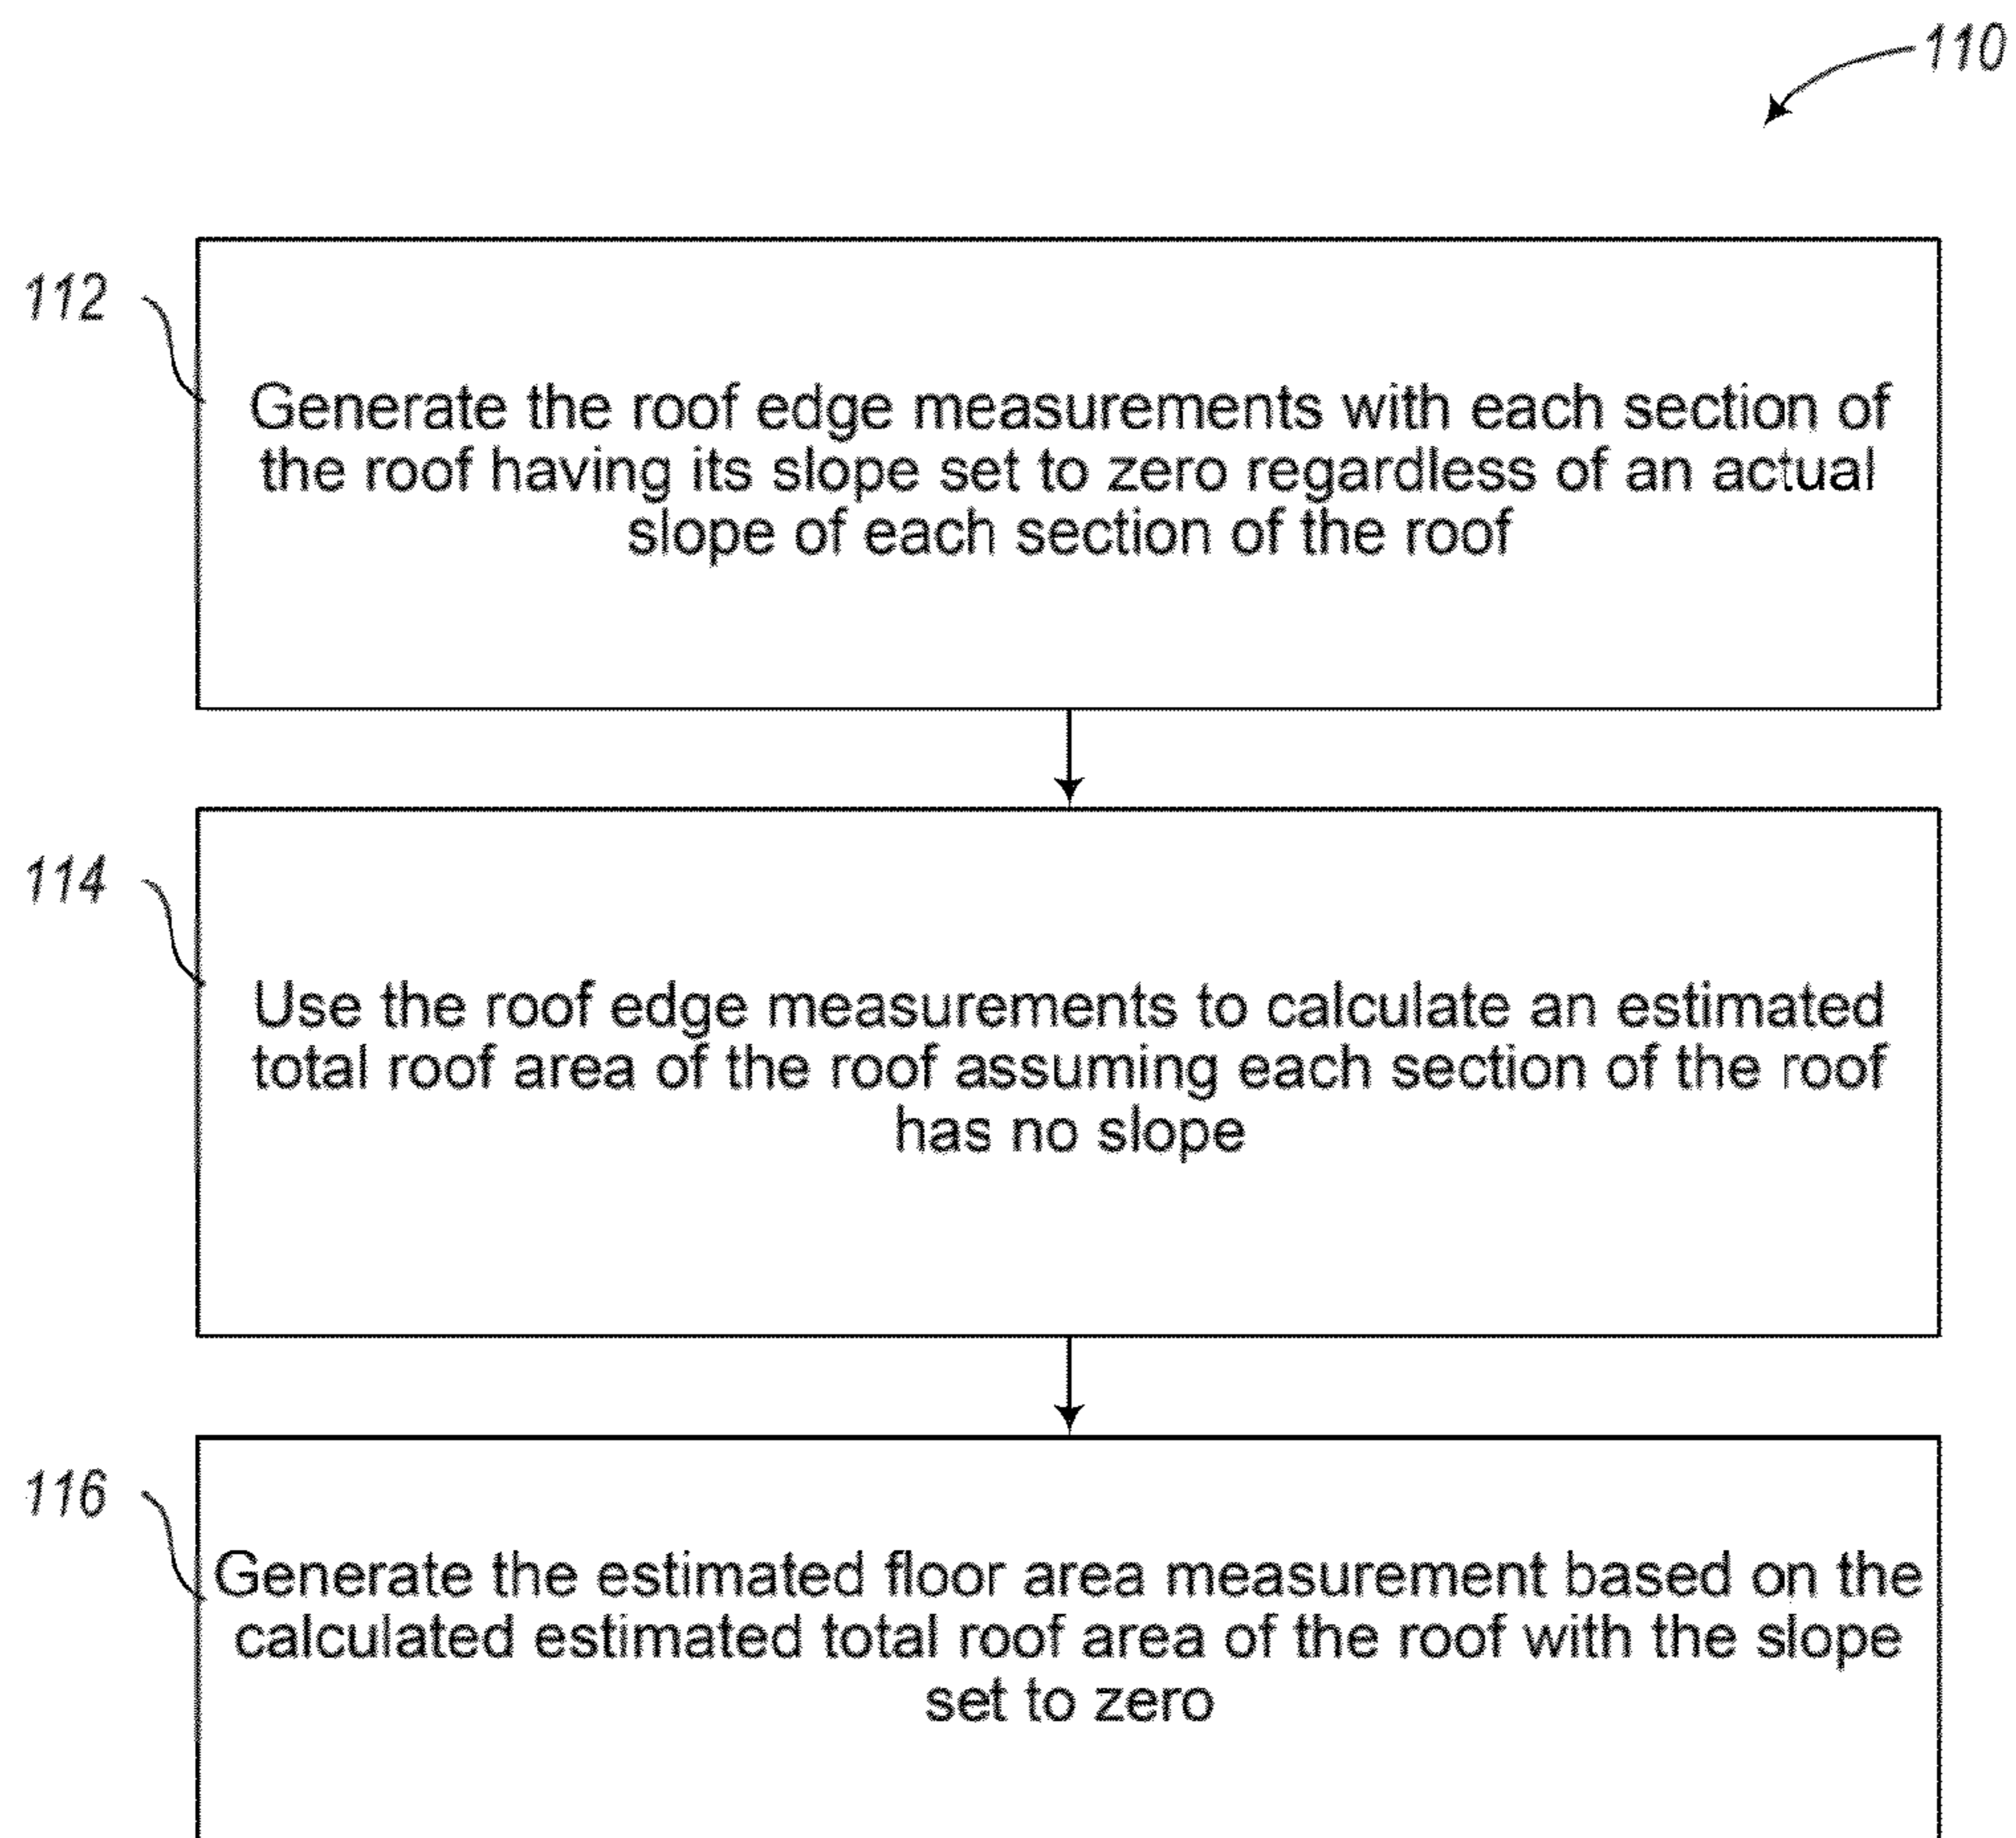 110
112
Generate the roof edge measurements with each section of
the roof having its slope set to zero regardless of an actual
slope of each section of the roof
114
Use the roof edge measurements to calculate an estimated
total roof area of the roof assuming each section of the roof
has no slope
116
Generate the estimated floor area measurement based on the
calculated estimated total roof area of the roof with the slope
set to zero